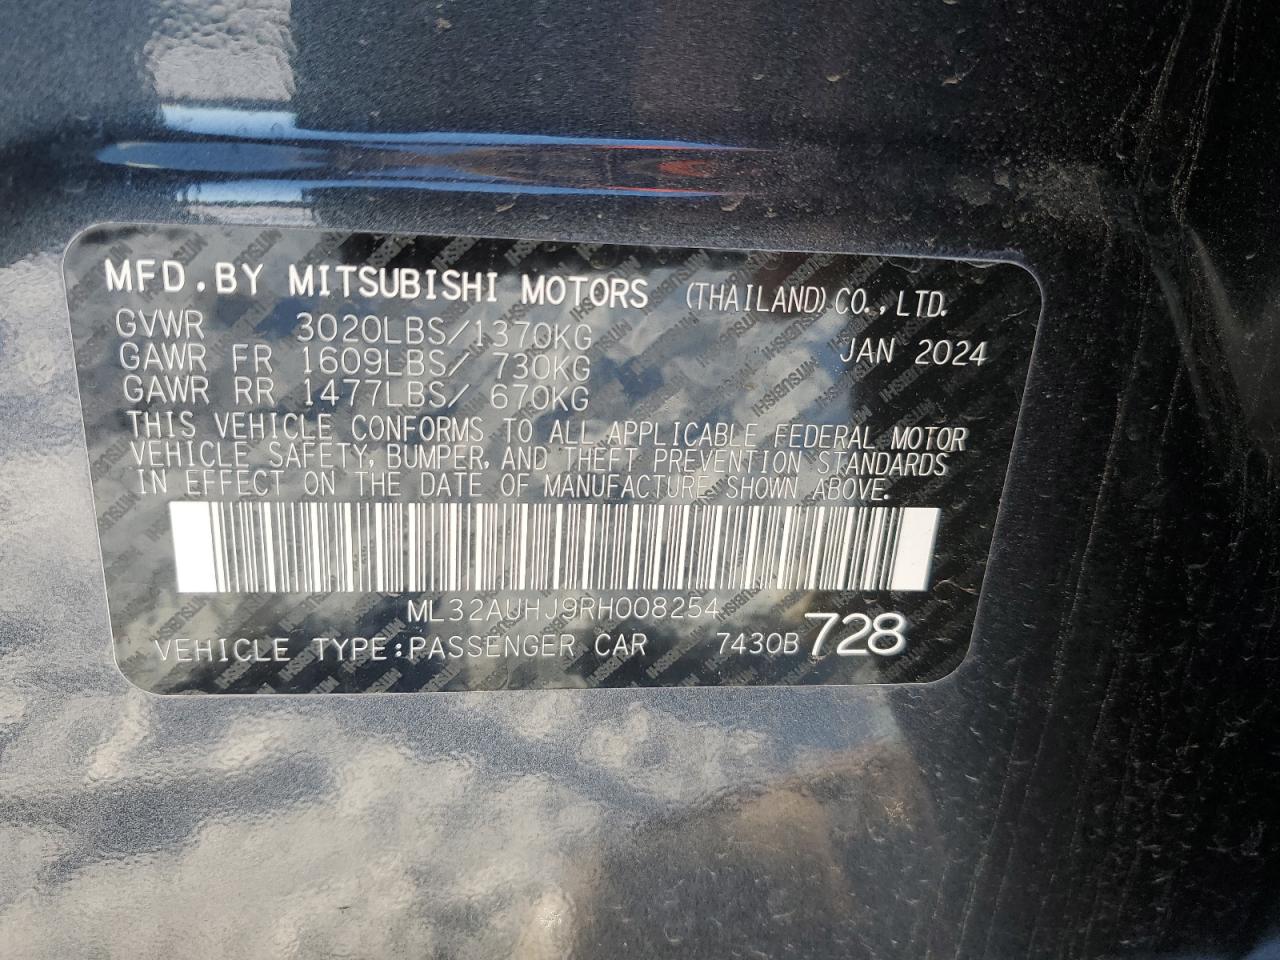 MFD.BY MITSUBISHI MOTORS (THAILAND)CO.,LTD.
GVWR 3020LBS/1370KG
GAWR FR 1609LBS/ 730KG JAN 2024
GAWR RR 1477LBS/ 670KG
THIS VEHICLE CONFORMS TO ALL APPLICABLE FEDERAL MOTOR
VEHICLE SAFETY, BUMPER, AND THEFT PREVENTION STANDARDS
IN EFFECT ON THE DATE OF MANUFACTURE SHOWN ABOVE.
ML32AUHJ9RH008254
VEHICLE TYPE:PASSENGER CAR 7430B 728